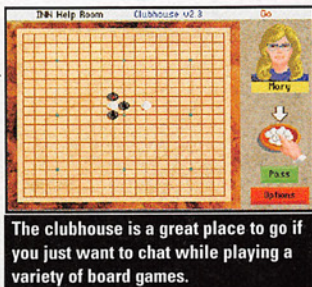 INN Help Room Clubhouse V2.3 Go
Mary
Pass
Options
The clubhouse is a great place to go if
you just want to chat while playing a
variety of board games.